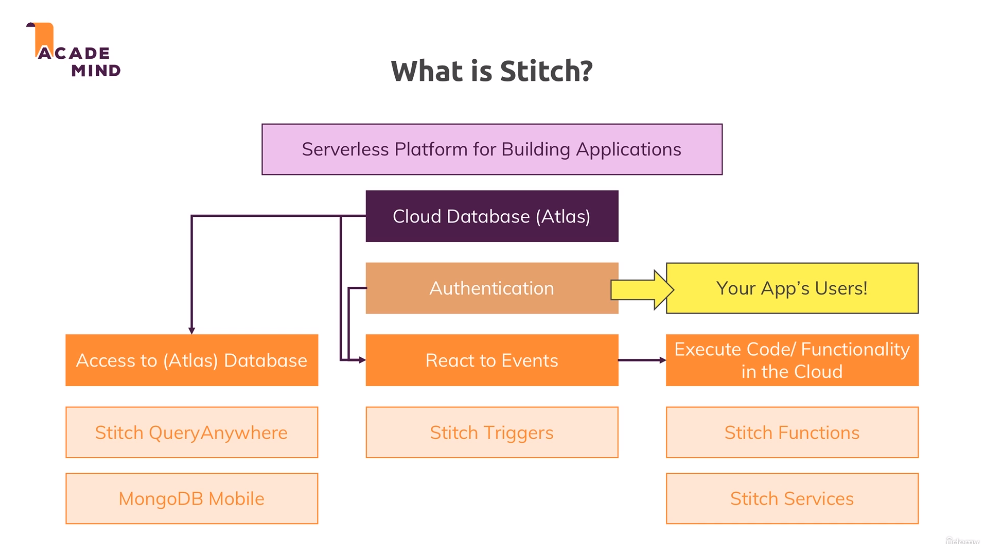 ACADE
MIND
What is Stitch?
Serverless Platform for Building Applications
Cloud Database (Atlas)
Authentication
Your App's Users!
Access to (Atlas) Database
React to Events
Execute Code/ Functionality
in the Cloud
Stitch QueryAnywhere
Stitch Triggers
Stitch Functions
MongoDB Mobile
Stitch Services